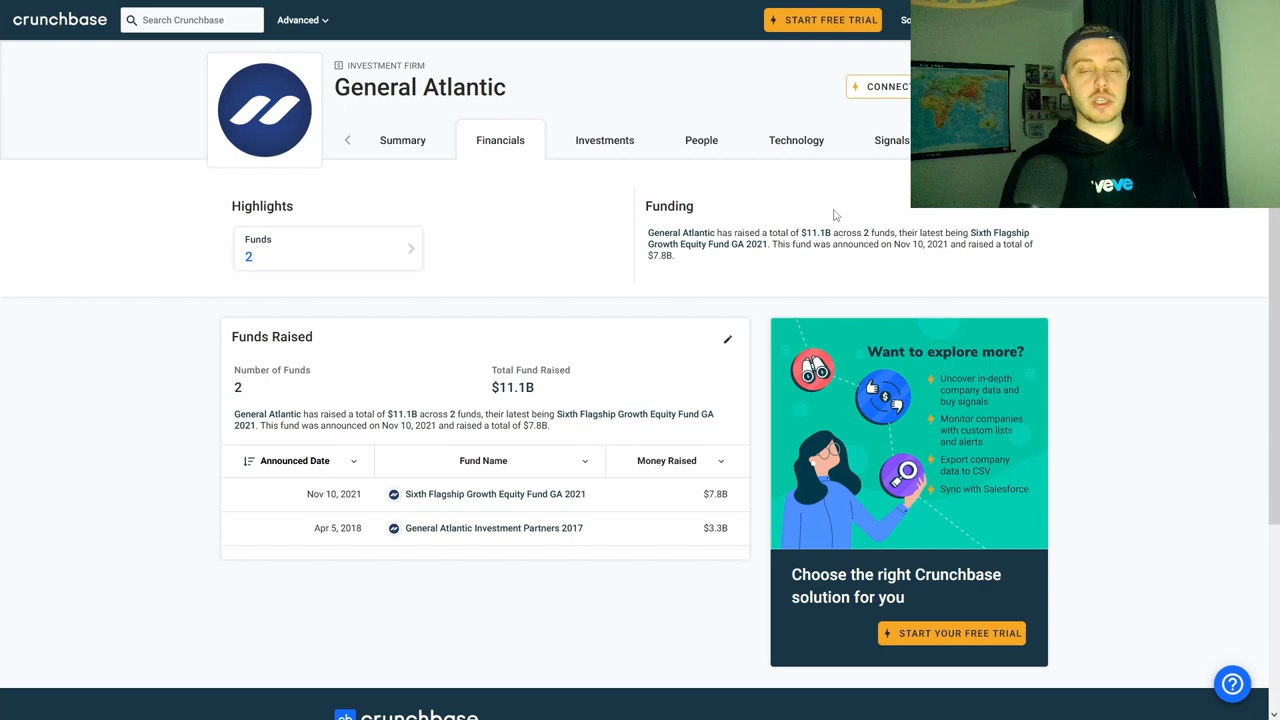 crunchbase
Search Crunchbase
Advanced
START FREE TRIAL
So
INVESTMENT FIRM
General Atlantic
CONNEC
Summary
Financials
Investments
People
Technology
Signals
Highlights
Funds
2
Funding
General Atlantic has raised a total of $11.1B across 2 funds, their latest being Sixth Flagship
Growth Equity Fund GA 2021. This fund was announced on Nov 10, 2021 and raised a total of
$7.8B.
veve
Funds Raised
Number of Funds
2
Total Fund Raised
$11.1B
General Atlantic has raised a total of $11.1B across 2 funds, their latest being Sixth Flagship Growth Equity Fund GA
2021. This fund was announced on Nov 10, 2021 and raised a total of $7.8B.
Announced Date
Fund Name
Money Raised
Nov 10, 2021
Sixth Flagship Growth Equity Fund GA 2021
$7.8B
Apr 5, 2018
General Atlantic Investment Partners 2017
$3.3B
Want to explore more?
Uncover in-depth
company data and
buy signals
Monitor companies
with custom lists
and alerts
Export company
data to CSV
Sync with Salesforce
Choose the right Crunchbase
solution for you
START YOUR FREE TRIAL
cb crunchbase